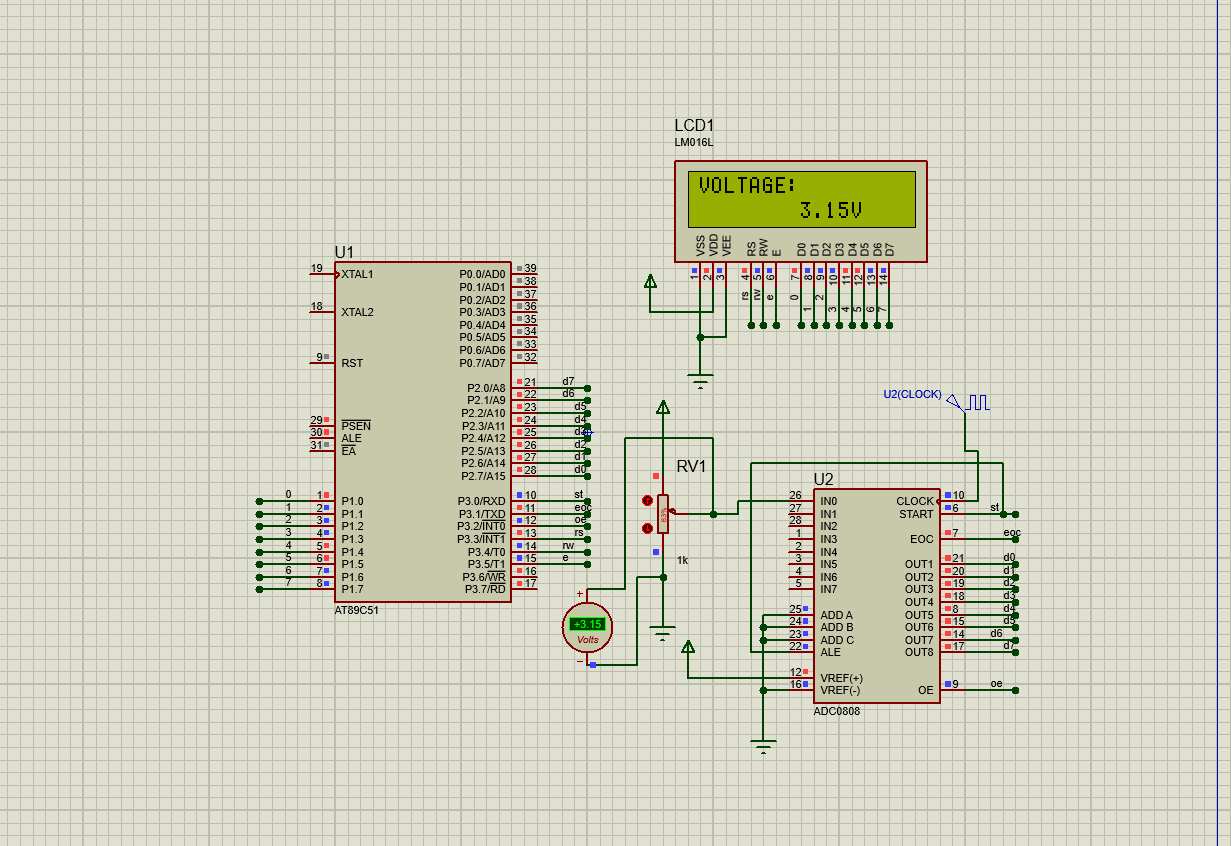 LCD1
LM016L
VOLTAGE:
3.15V
VSS VDD VEE RS RW E D0 D1 D2 D3 D4 D5 D6 D7
1 2 3 4 5 6 7 8 9 10 11 12 13 14
rs rw e 0 1 2 3 4 5 6 7
U1
19 XTAL1 P0.0/AD0 39
P0.1/AD1 38
P0.2/AD2 37
18 XTAL2 P0.3/AD3 36
P0.4/AD4 35
P0.5/AD5 34
P0.6/AD6 33
9 RST P0.7/AD7 32
P2.0/A8 21 d7
P2.1/A9 22 d6
P2.2/A10 23 d5
29 PSEN P2.3/A11 24 d4
30 ALE P2.4/A12 25
31 EA P2.5/A13 26 d2
P2.6/A14 27 d1
P2.7/A15 28 d0
0 1 P1.0 P3.0/RXD 10 st
1 2 P1.1 P3.1/TXD 11 eoc
2 3 P1.2 P3.2/INT0 12 oe
3 4 P1.3 P3.3/INT1 13 rs
4 5 P1.4 P3.4/T0 14 rw
5 6 P1.5 P3.5/T1 15 e
6 7 P1.6 P3.6/WR 16
7 8 P1.7 P3.7/RD 17
AT89C51
RV1
63%
1k
+
+3.15
Volts
−
U2(CLOCK)
U2
26 IN0 CLOCK 10
27 IN1 START 6 st
28 IN2
1 IN3 EOC 7 eoc
2 IN4
3 IN5 OUT1 21 d0
4 IN6 OUT2 20 d1
5 IN7 OUT3 19 d2
OUT4 18 d3
25 ADD A OUT5 8 d4
24 ADD B OUT6 15 d5
23 ADD C OUT7 14 d6
22 ALE OUT8 17 d7
12 VREF(+)
16 VREF(-) OE 9 oe
ADC0808